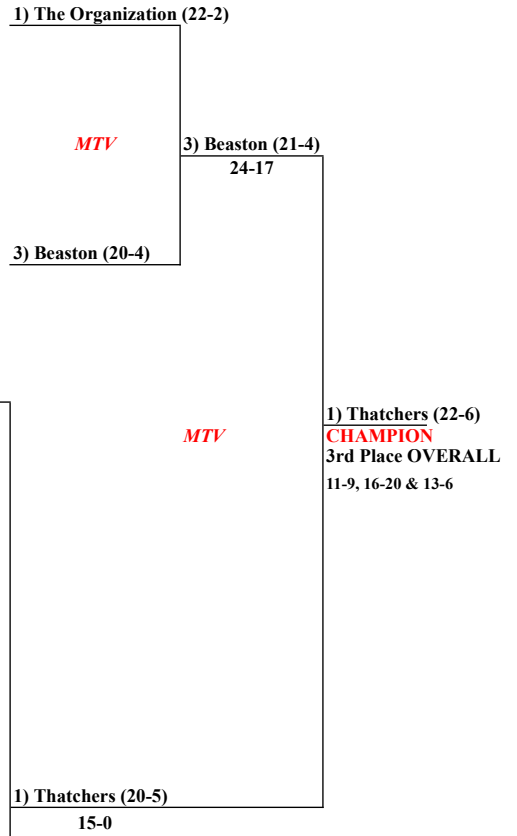 1) The Organization (22-2)
MTV
3) Beaston (21-4)
24-17
3) Beaston (20-4)
1) Thatchers (22-6)
MTV
CHAMPION
3rd Place OVERALL
11-9, 16-20 & 13-6
1) Thatchers (20-5)
15-0